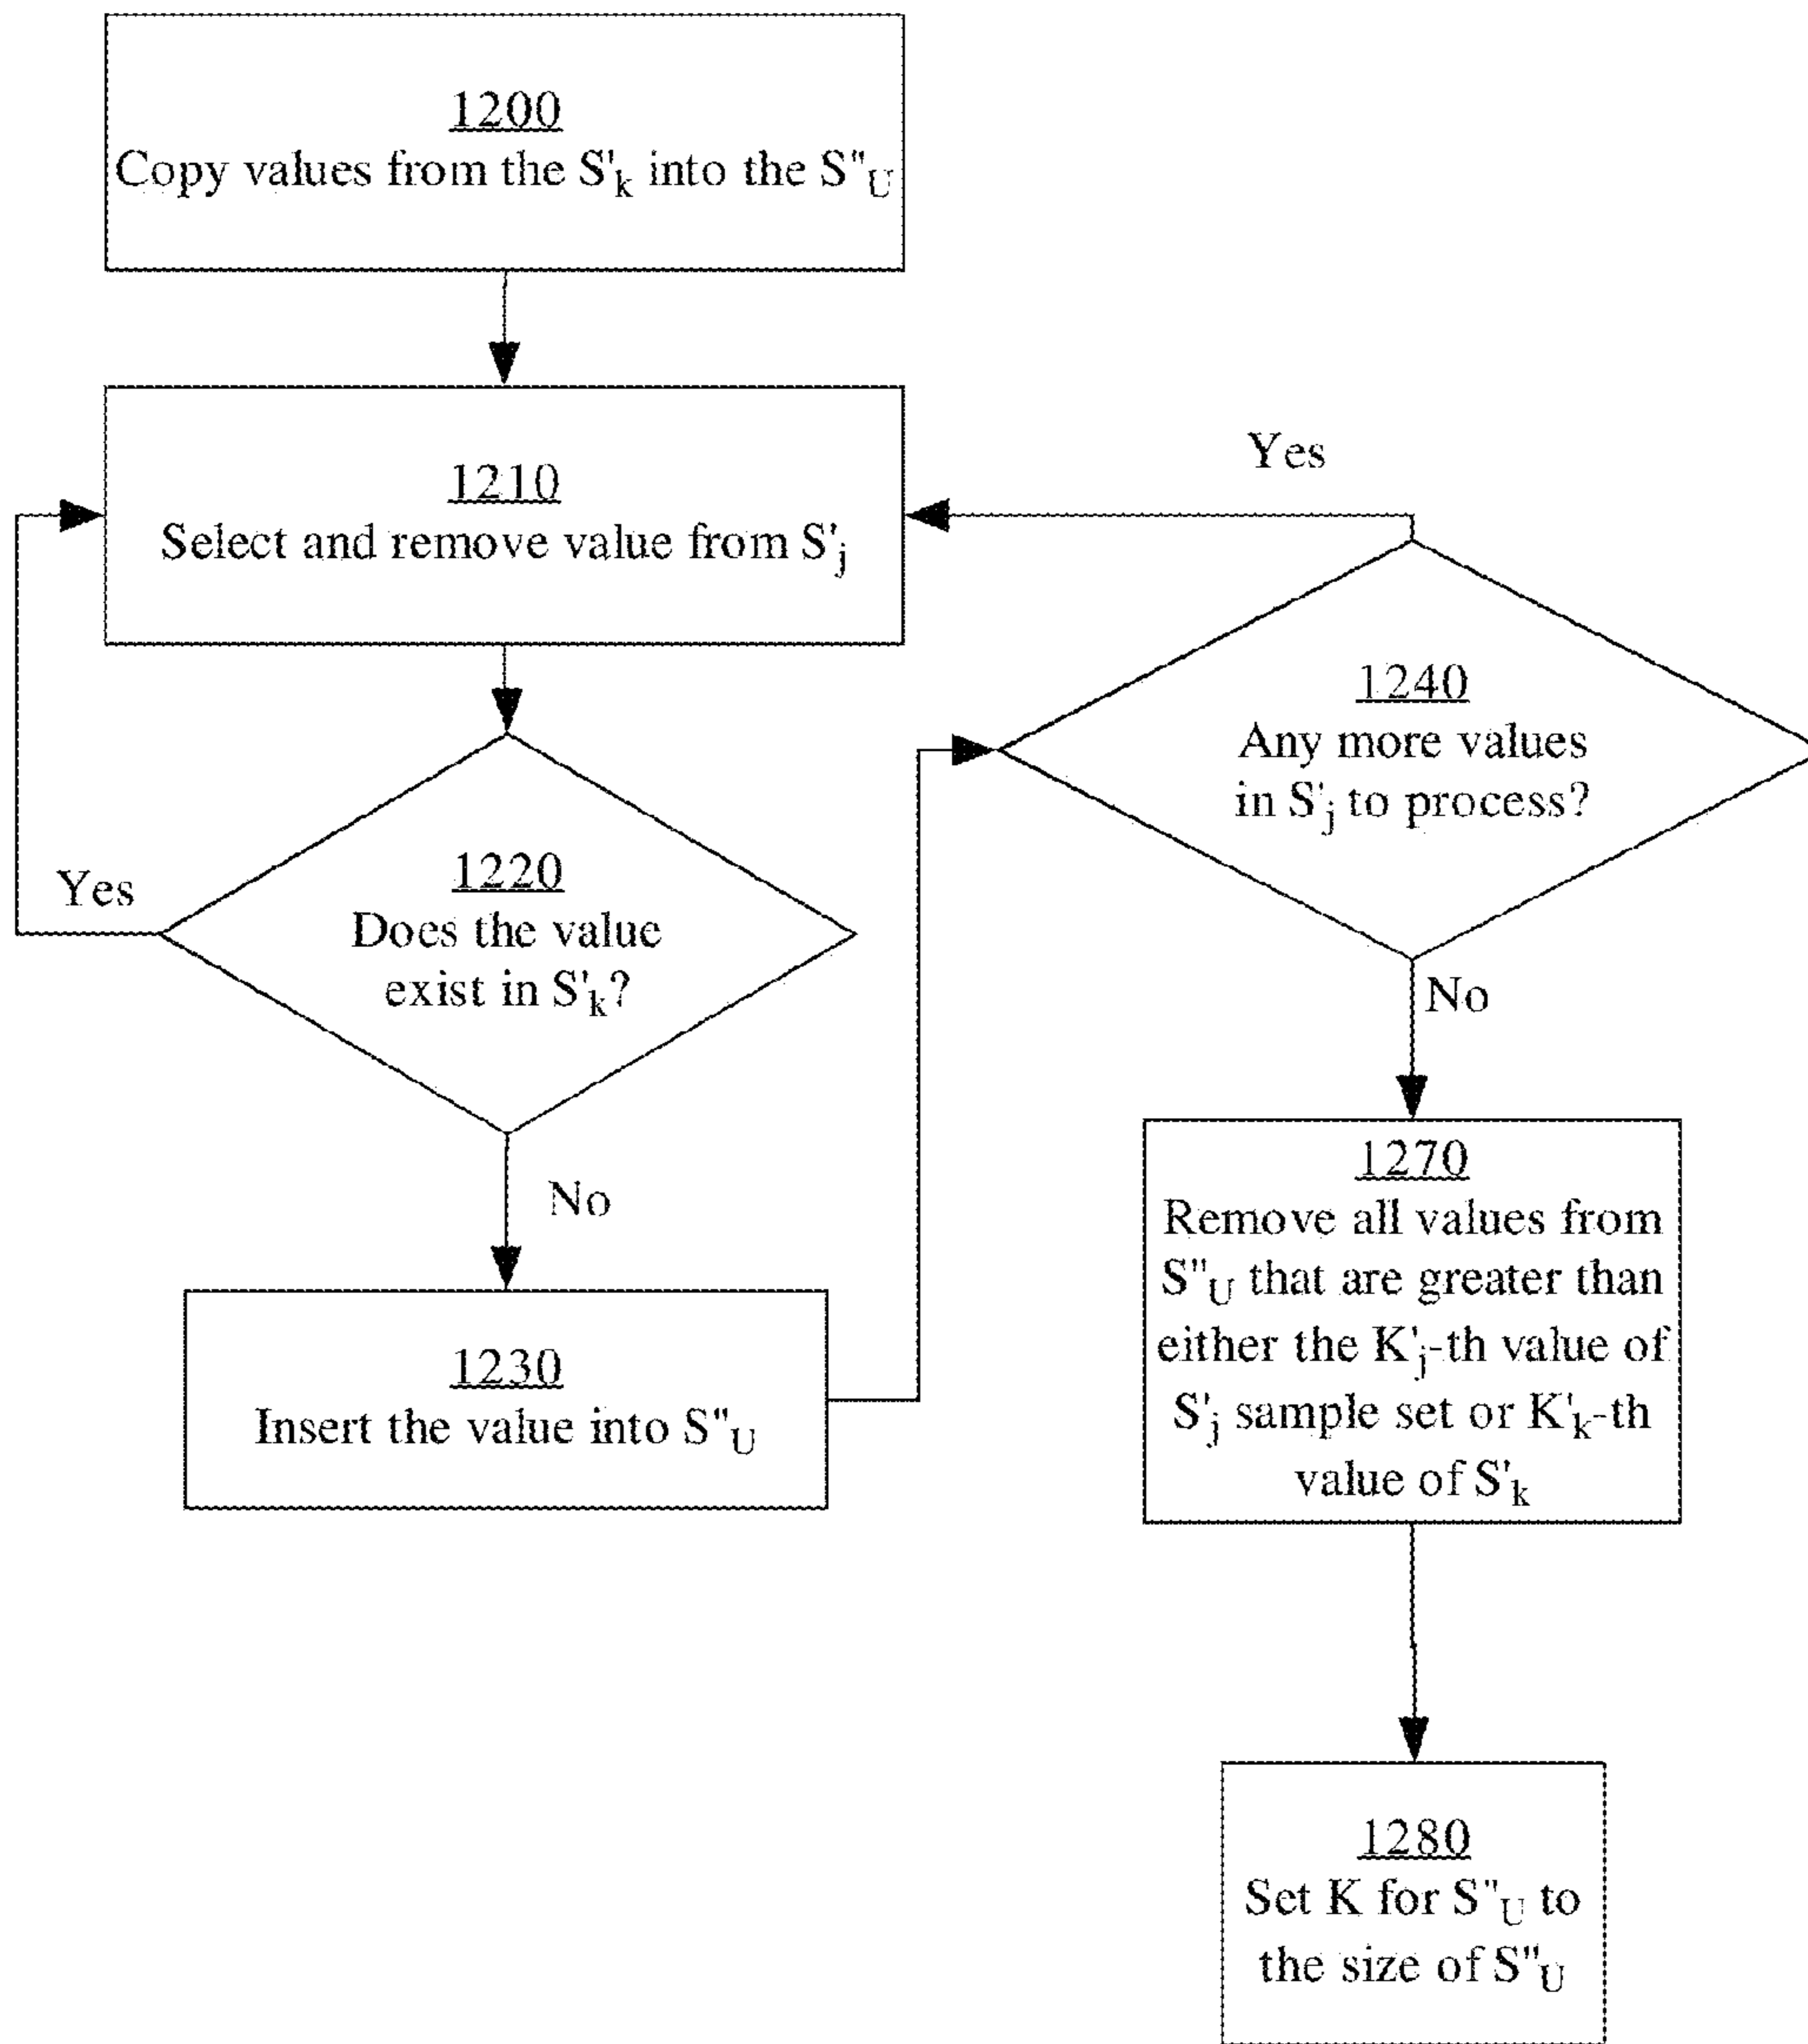 1200
Copy values from the S'k into the S"U
1210
Select and remove value from S'j
Yes
1220
Does the value
exist in S'k?
Yes
No
1230
Insert the value into S"U
1240
Any more values
in S'j to process?
No
1270
Remove all values from
S"U that are greater than
either the K'j-th value of
S'j sample set or K'k-th
value of S'k
1280
Set K for S"U to
the size of S"U